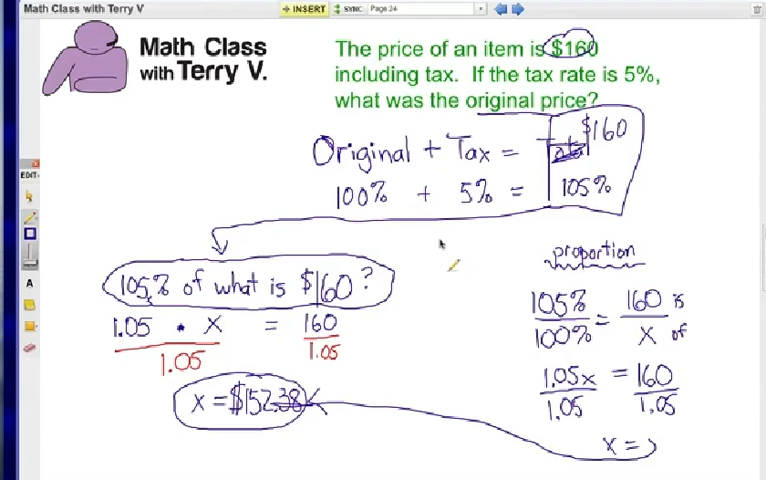 Math Class with Terry V
INSERT
SYNC
Page 24
Math Class
with Terry V.
The price of an item is $160
including tax. If the tax rate is 5%,
what was the original price?
Original + Tax = $160
100% + 5% = 105%
EDIT
A
105% of what is $160?
1.05 • x = 160
1.05 1.05
x = $152.38
proportion
105% = 160 is
100% x of
1.05x = 160
1.05 1.05
x =